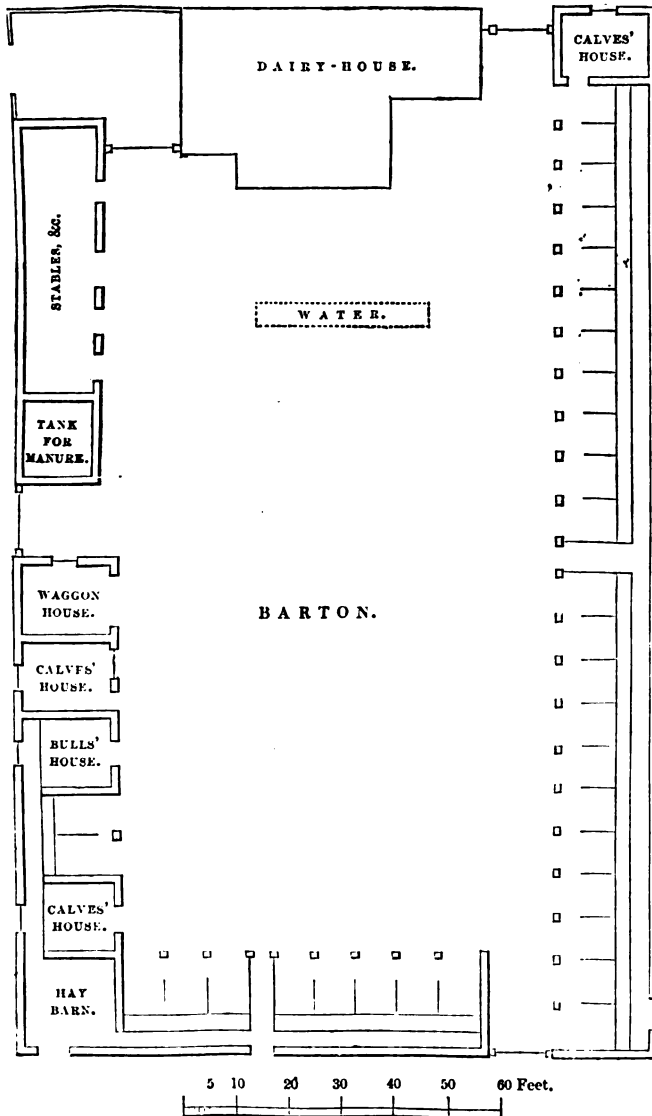 DAIRY-HOUSE.
CALVES'
HOUSE.
STABLES, &c.
WATER.
TANK
FOR
MANURE.
WAGGON
HOUSE.
BARTON.
CALVES'
HOUSE.
BULLS'
HOUSE.
CALVES'
HOUSE.
HAY
BARN.
5 10 20 30 40 50 60 Feet.